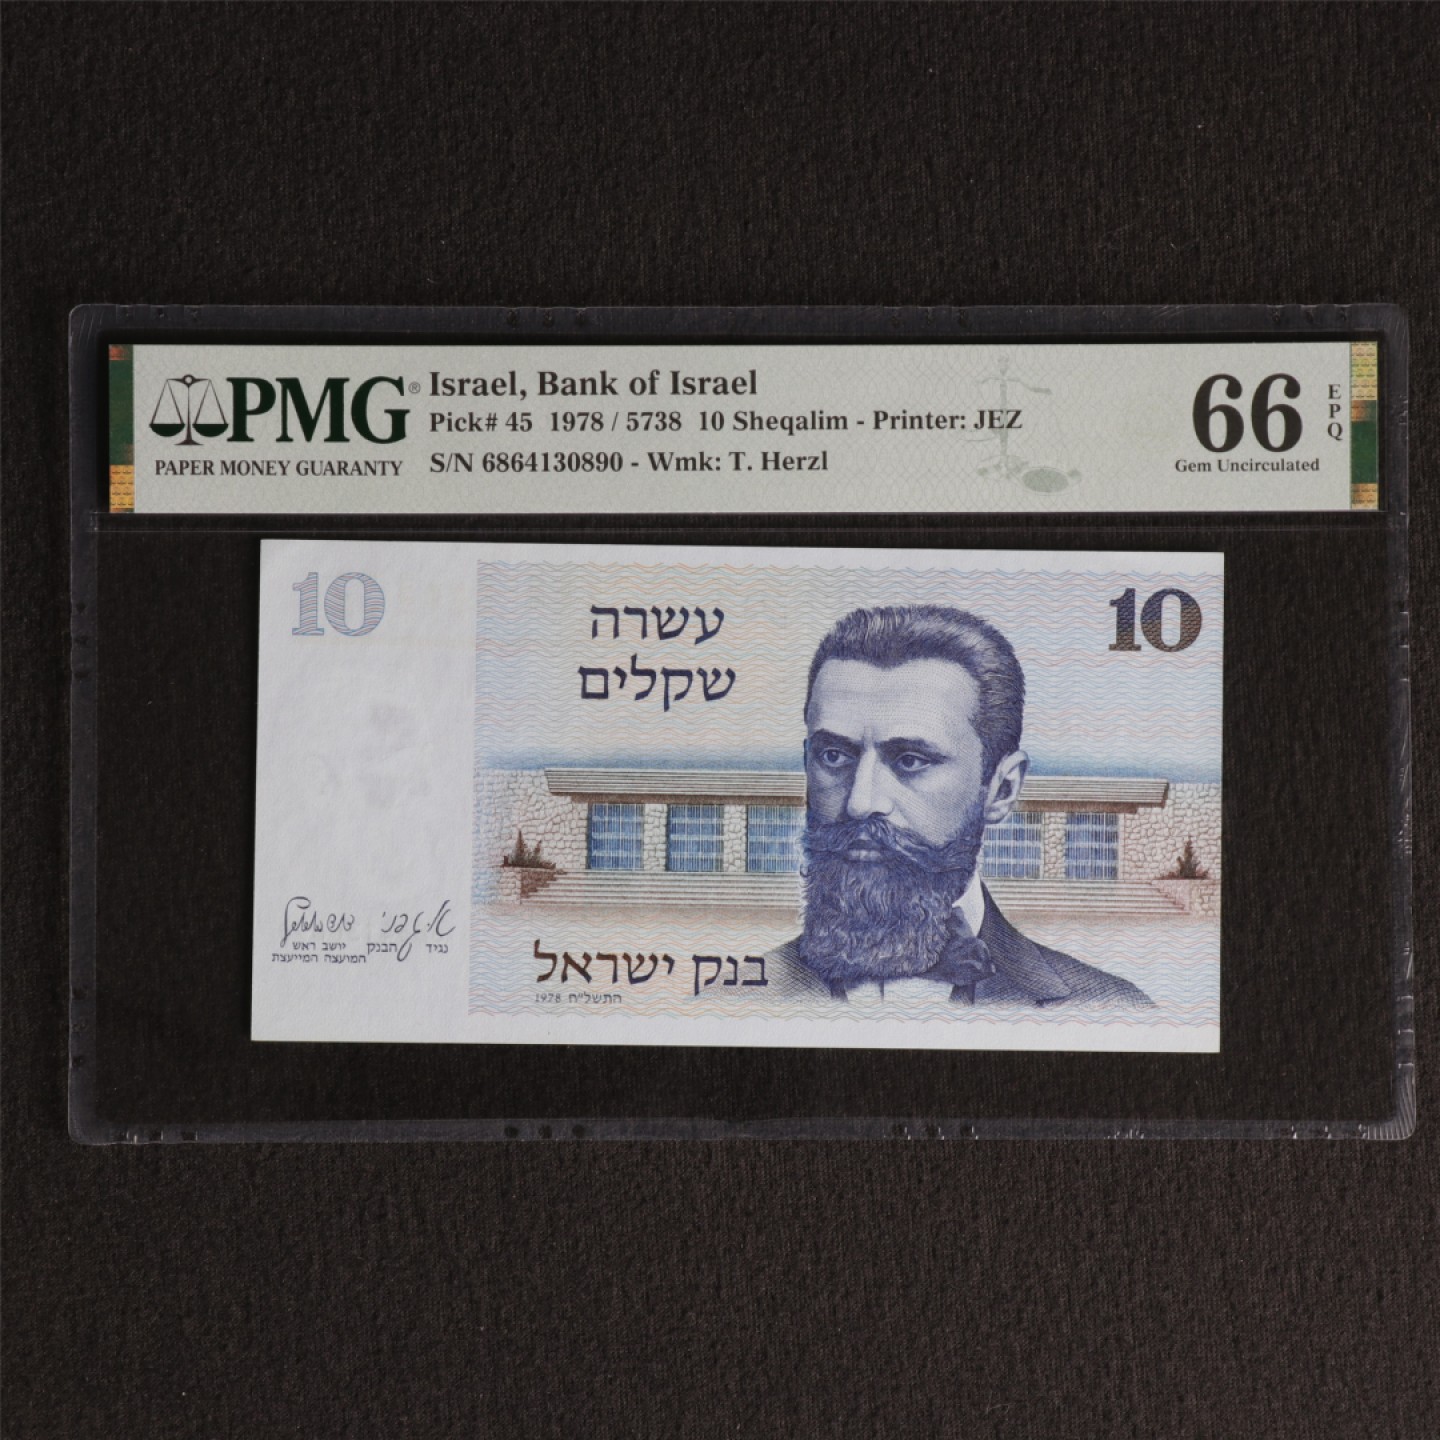 PMG®
PAPER MONEY GUARANTY
Israel, Bank of Israel
Pick# 45 1978 / 5738 10 Sheqalim - Printer: JEZ
S/N 6864130890 - Wmk: T. Herzl
66
EPQ
Gem Uncirculated
10
10
עשרה
שקלים
נגיד הבנק
יושב ראש
המועצה המייעצת
בנק ישראל
התשל"ח 1978